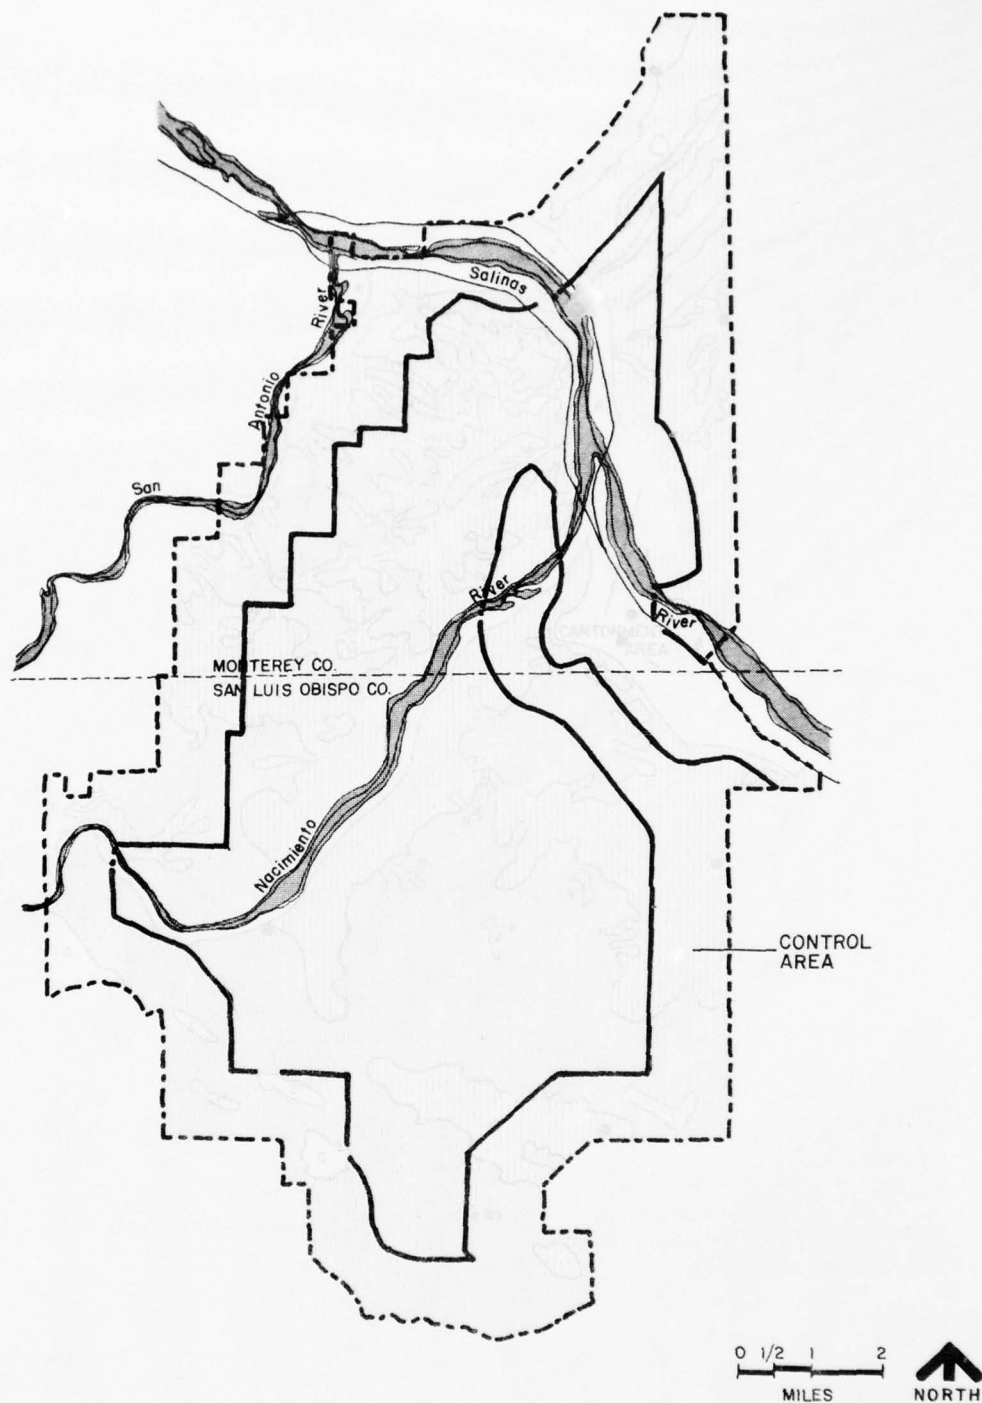 Salinas
River
Antonio
San
River
River
CANTONMENT
AREA
MONTEREY CO.
SAN LUIS OBISPO CO.
Nacimiento
CONTROL
AREA
0 1/2 1 2
MILES
NORTH